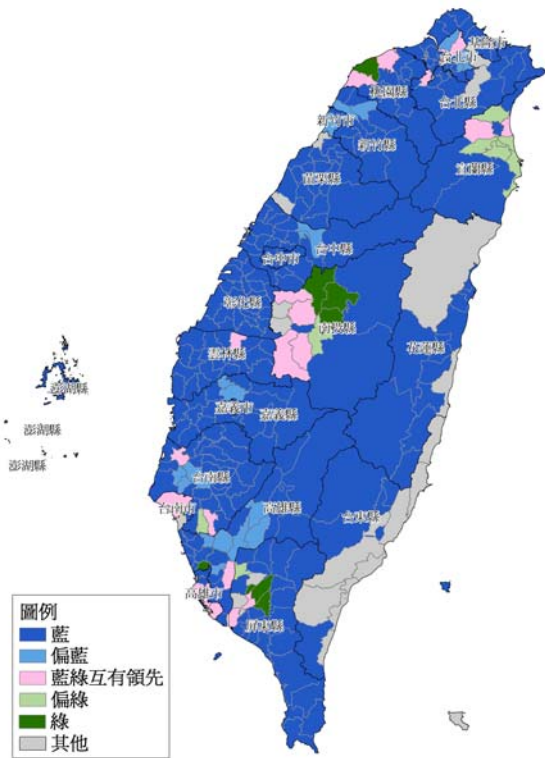 基隆市
台北市
桃園縣
台北縣
新竹市
新竹縣
宜蘭縣
苗栗縣
台中縣
台中市
彰化縣
南投縣
花蓮縣
雲林縣
澎湖縣
嘉義市
嘉義縣
澎湖縣
澎湖縣
台南縣
台南市
高雄縣
台東縣
高雄市
屏東縣
圖例
藍
偏藍
藍綠互有領先
偏綠
綠
其他